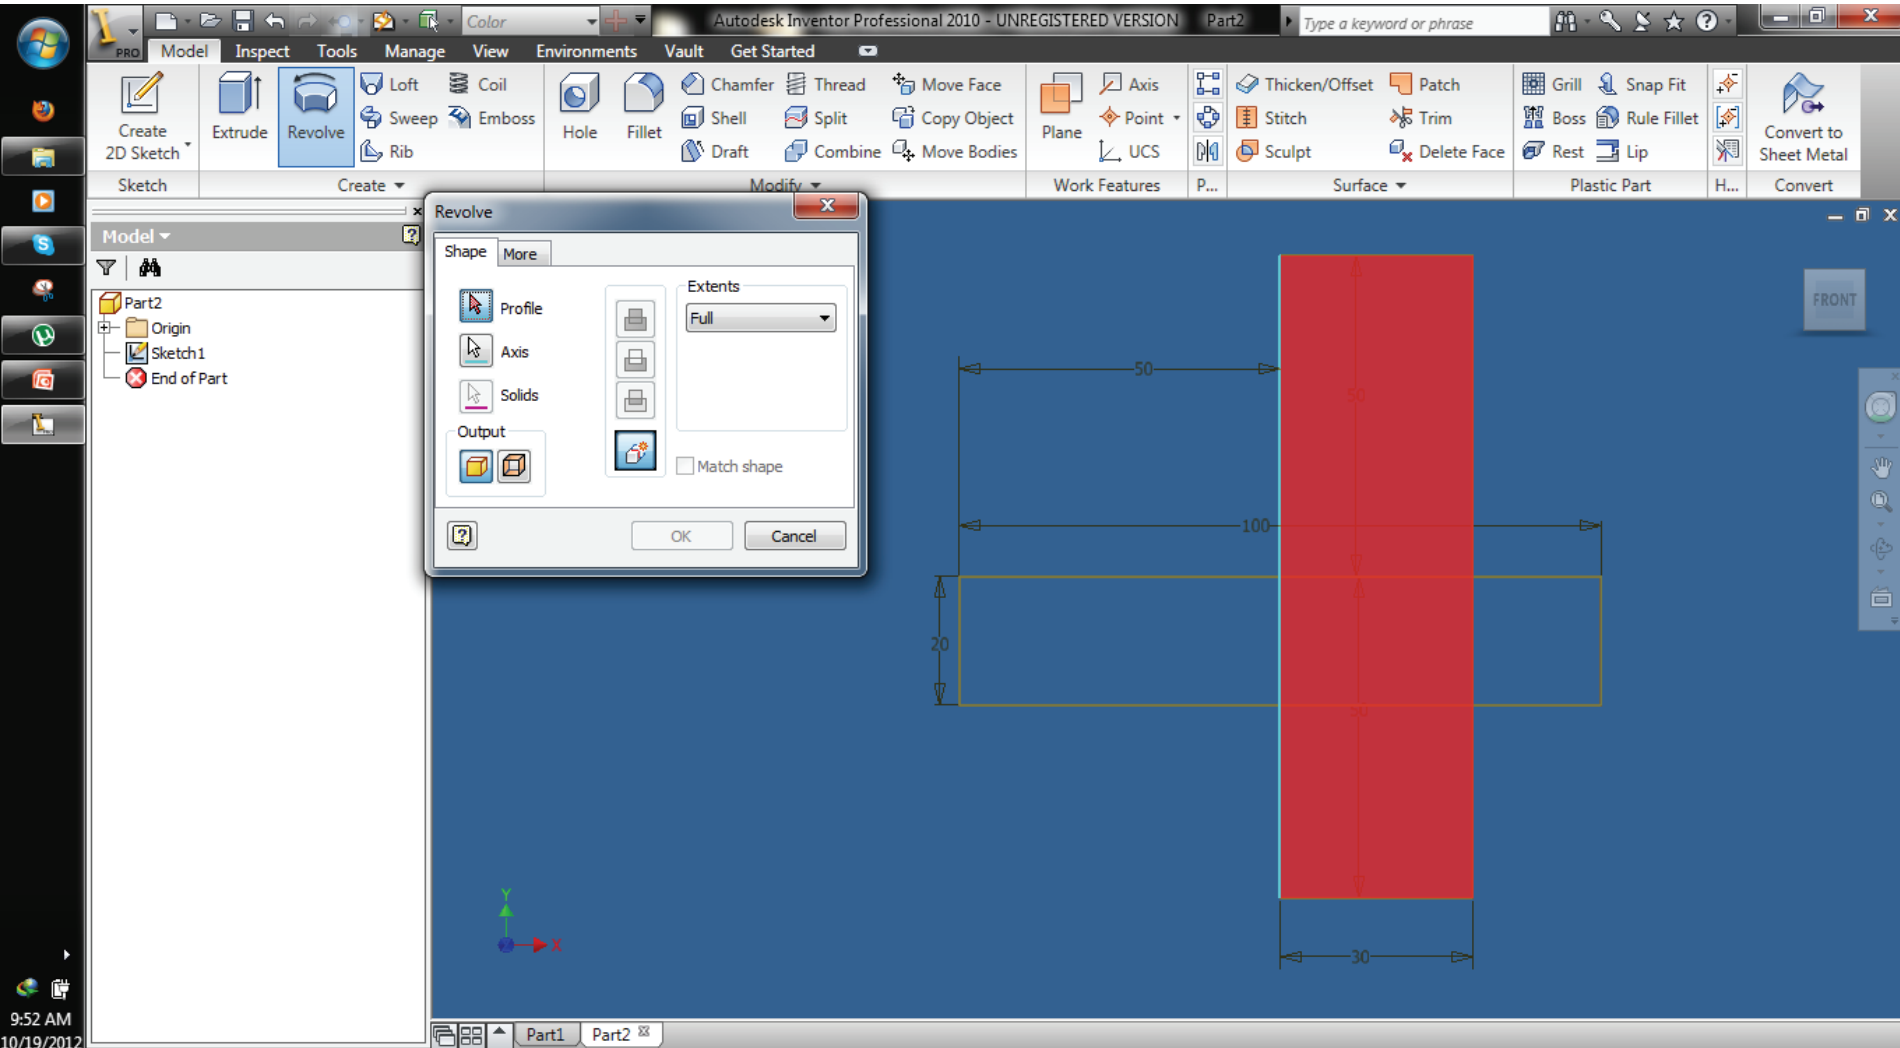 Color
Autodesk Inventor Professional 2010 - UNREGISTERED VERSION Part2
Type a keyword or phrase
PRO
Model Inspect Tools Manage View Environments Vault Get Started
Create 2D Sketch
Extrude
Revolve
Loft
Sweep
Rib
Coil
Emboss
Hole
Fillet
Chamfer
Shell
Draft
Thread
Split
Combine
Move Face
Copy Object
Move Bodies
Plane
Axis
Point
UCS
Thicken/Offset
Stitch
Sculpt
Patch
Trim
Delete Face
Grill
Boss
Rest
Snap Fit
Rule Fillet
Lip
Convert to
Sheet Metal
Sketch Create Modify Work Features P... Surface Plastic Part H... Convert
Model
Part2
Origin
Sketch1
End of Part
Revolve
Shape More
Profile
Axis
Solids
Output
Extents
Full
Match shape
OK Cancel
FRONT
50
50
100
20
50
30
Y
X
Part1 Part2
9:52 AM
10/19/2012